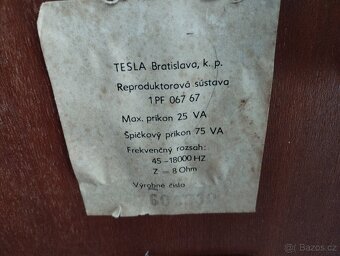 TESLA Bratislava, k. p.
Reproduktorová sústava
1 PF 067 67
Max. príkon 25 VA
Špičkový príkon 75 VA
Frekvenčný rozsah:
45-18000 HZ
Z = 8 Ohm
Výrobné číslo
© Bazos.cz